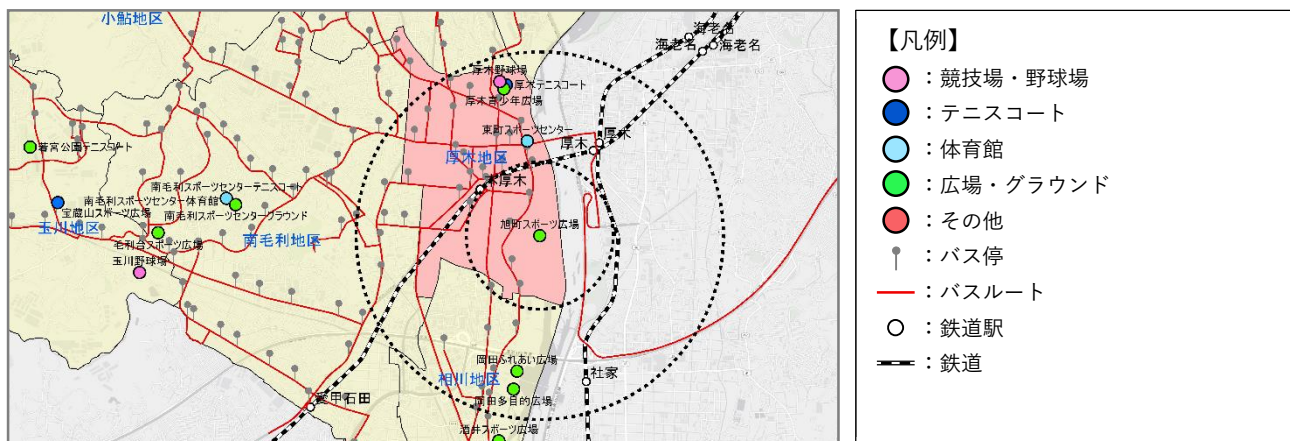 小鮎地区
海老名
海老名
海老名
厚木野球場
厚木テニスコート
厚木青少年広場
東町スポーツセンター
厚木
厚木
厚木地区
本厚木
若宮公園テニスコート
南毛利スポーツセンターテニスコート
南毛利スポーツセンター体育館
宝蔵山スポーツ広場
南毛利スポーツセンターグラウンド
玉川地区
南毛利地区
毛利台スポーツ広場
旭町スポーツ広場
玉川野球場
岡田ふれあい広場
相川地区
社家
愛甲石田
岡田多目的広場
酒井スポーツ広場
【凡例】
：競技場・野球場
：テニスコート
：体育館
：広場・グラウンド
：その他
：バス停
：バスルート
：鉄道駅
：鉄道